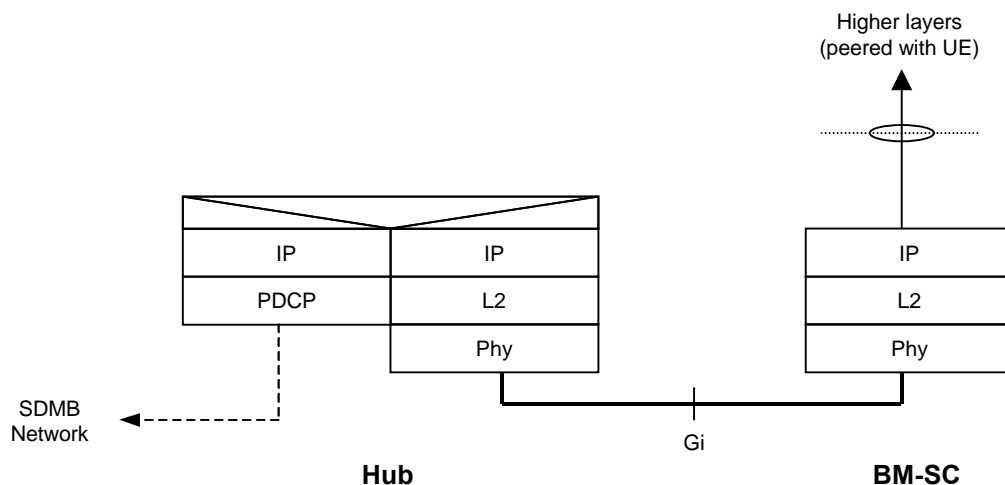 Higher layers
(peered with UE)
IP
IP
IP
PDCP
L2
L2
Phy
Phy
SDMB
Network
Gi
Hub
BM-SC